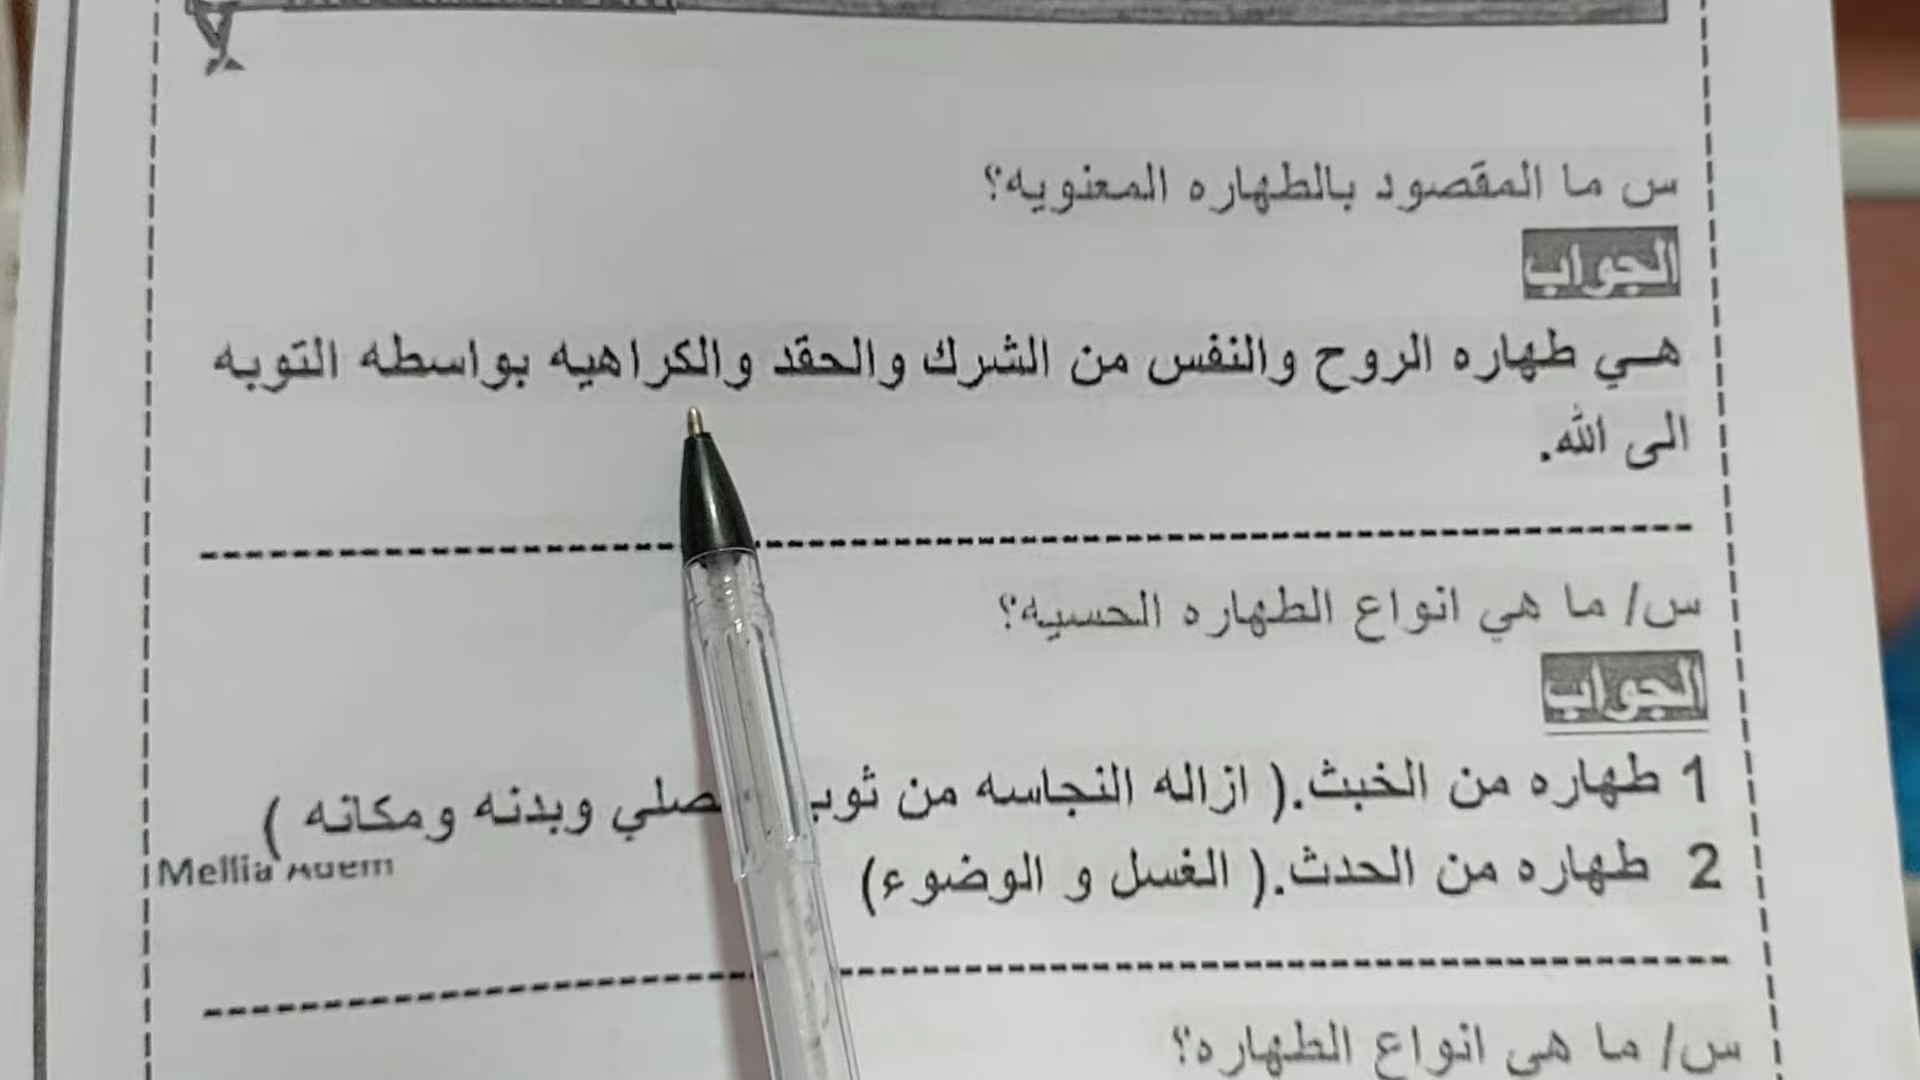 س ما المقصود بالطهاره المعنويه؟
الجواب
هي طهاره الروح والنفس من الشرك والحقد والكراهيه بواسطه التوبه
الى الله.
س/ ما هي انواع الطهاره الحسيه؟
الجواب
1 طهاره من الخبث.( ازاله النجاسه من وبدنه ومكانه )
Mellia
2 طهاره من الحدث.( الغسل و الوضوء)
س/ ما هي انواع الطهاره؟